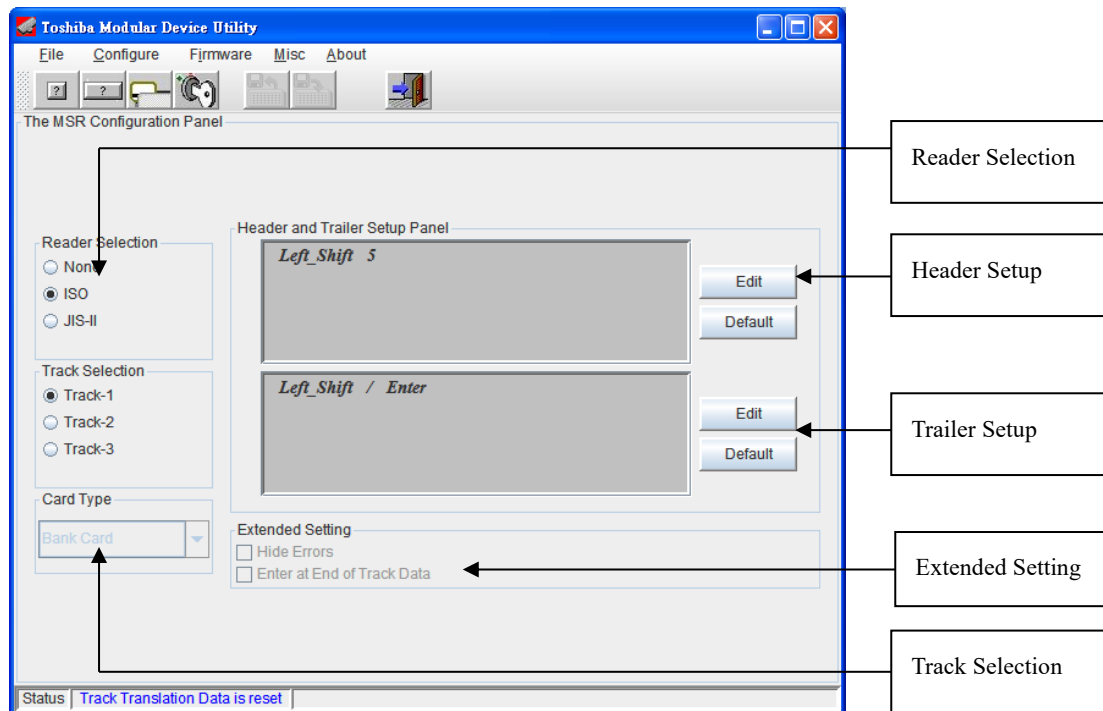 Toshiba Modular Device Utility
File Configure Firmware Misc About
? ?
The MSR Configuration Panel
Reader Selection
None
ISO
JIS-II
Track Selection
Track-1
Track-2
Track-3
Card Type
Bank Card
Header and Trailer Setup Panel
Left_Shift 5
Edit
Default
Left_Shift / Enter
Edit
Default
Extended Setting
Hide Errors
Enter at End of Track Data
Status Track Translation Data is reset
Reader Selection
Header Setup
Trailer Setup
Extended Setting
Track Selection